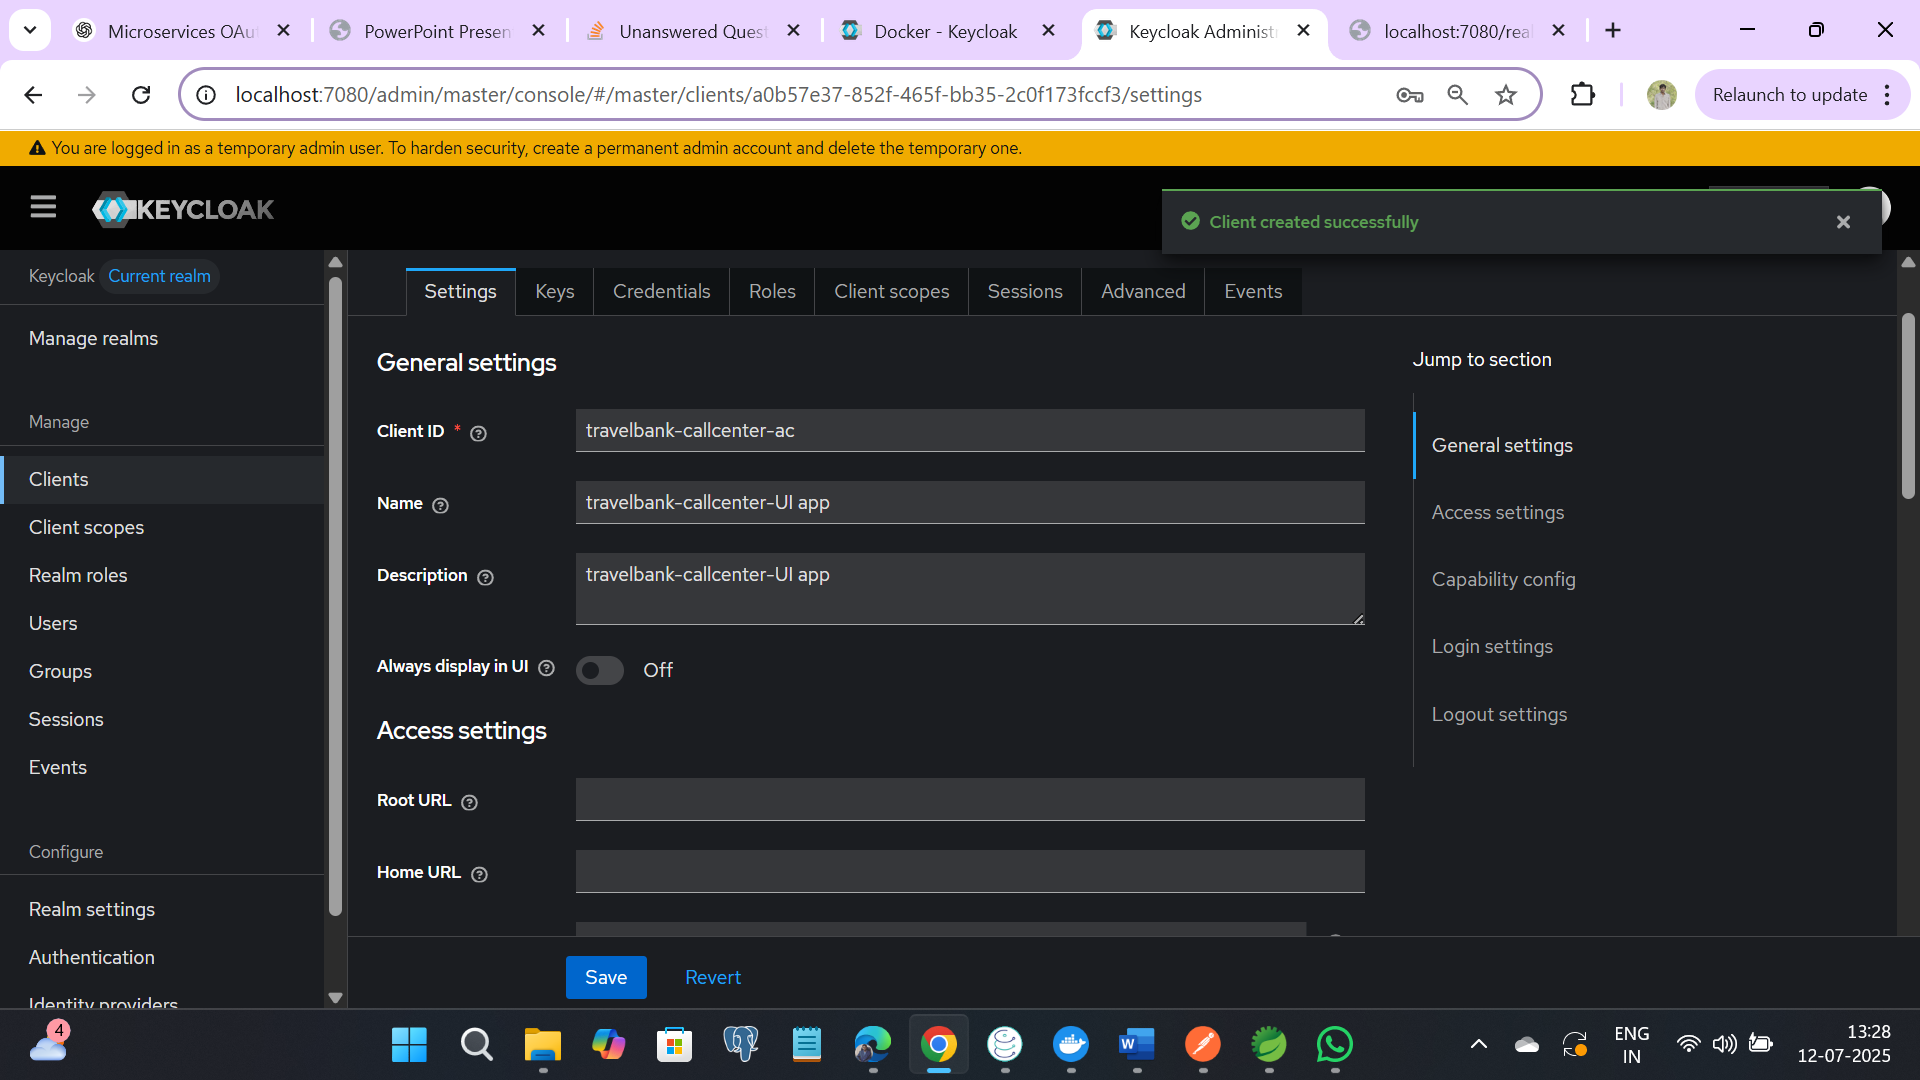 Microservices OAu
PowerPoint Presen
Unanswered Quest
Docker - Keycloak
Keycloak Administ
localhost:7080/rea
localhost:7080/admin/master/console/#/master/clients/a0b57e37-852f-465f-bb35-2c0f173fccf3/settings
Relaunch to update
You are logged in as a temporary admin user. To harden security, create a permanent admin account and delete the temporary one.
KEYCLOAK
Client created successfully
Keycloak Current realm
Manage realms
Manage
Clients
Client scopes
Realm roles
Users
Groups
Sessions
Events
Configure
Realm settings
Authentication
Identity providers
Settings
Keys
Credentials
Roles
Client scopes
Sessions
Advanced
Events
General settings
Client ID *
travelbank-callcenter-ac
Name
travelbank-callcenter-UI app
Description
travelbank-callcenter-UI app
Always display in UI
Off
Access settings
Root URL
Home URL
Save
Revert
Jump to section
General settings
Access settings
Capability config
Login settings
Logout settings
4
ENG
IN
13:28
12-07-2025